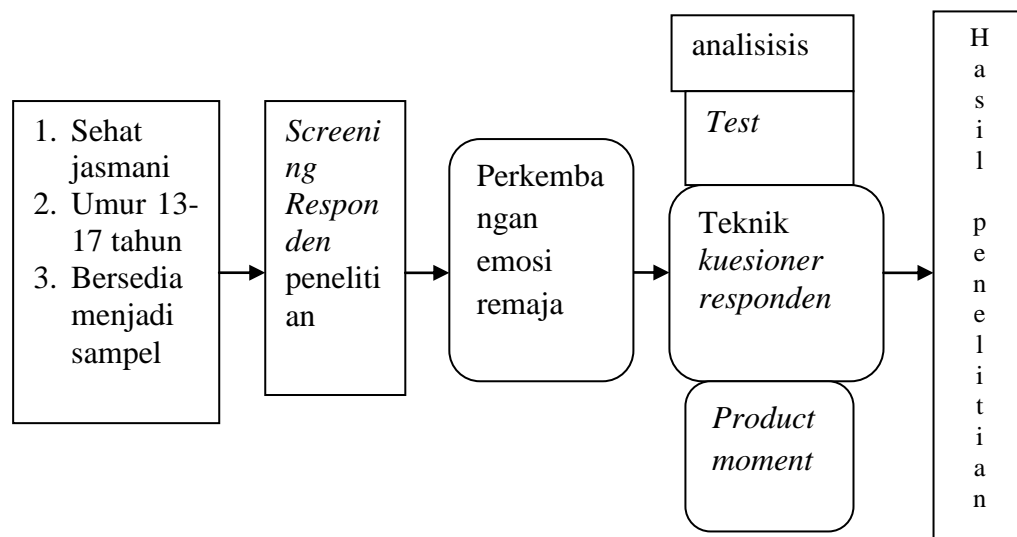 1. Sehat
jasmani
2. Umur 13-
17 tahun
3. Bersedia
menjadi
sampel
Screeni
ng
Respon
den
peneliti
an
Perkemba
ngan
emosi
remaja
analisisis
Test
Teknik
kuesioner
responden
Product
moment
H
a
s
i
l
p
e
n
e
l
i
t
i
a
n